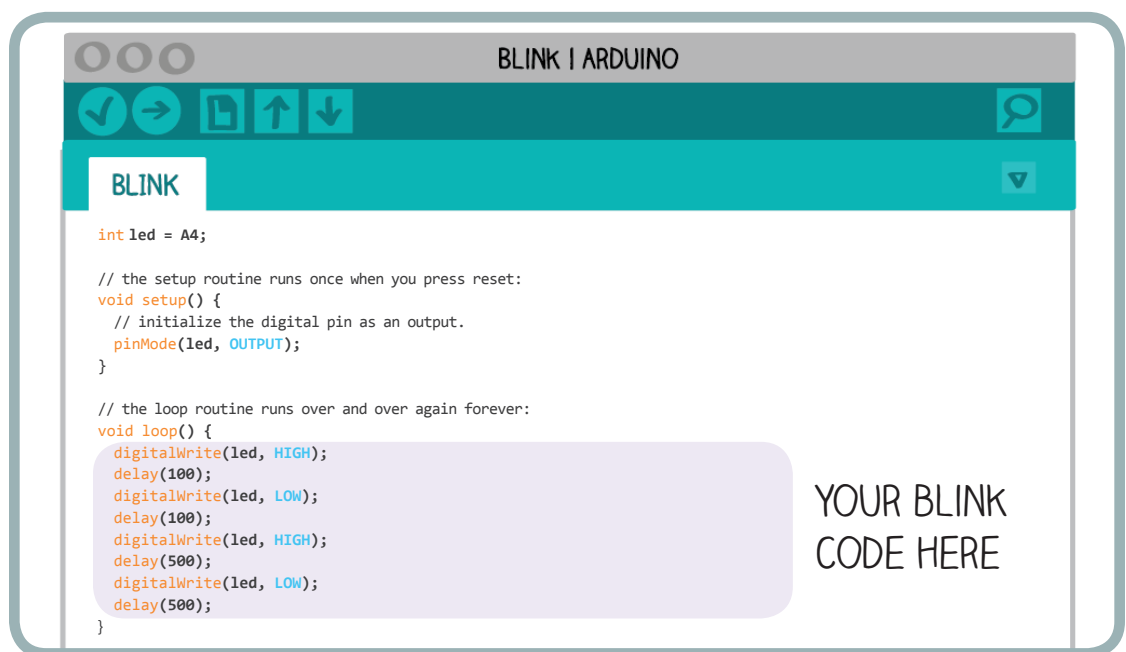 BLINK | ARDUINO
BLINK
int led = A4;
// the setup routine runs once when you press reset:
void setup() {
// initialize the digital pin as an output.
pinMode(led, OUTPUT);
}
// the loop routine runs over and over again forever:
void loop() {
digitalWrite(led, HIGH);
delay(100);
digitalWrite(led, LOW);
delay(100);
digitalWrite(led, HIGH);
delay(500);
digitalWrite(led, LOW);
delay(500);
}
YOUR BLINK
CODE HERE